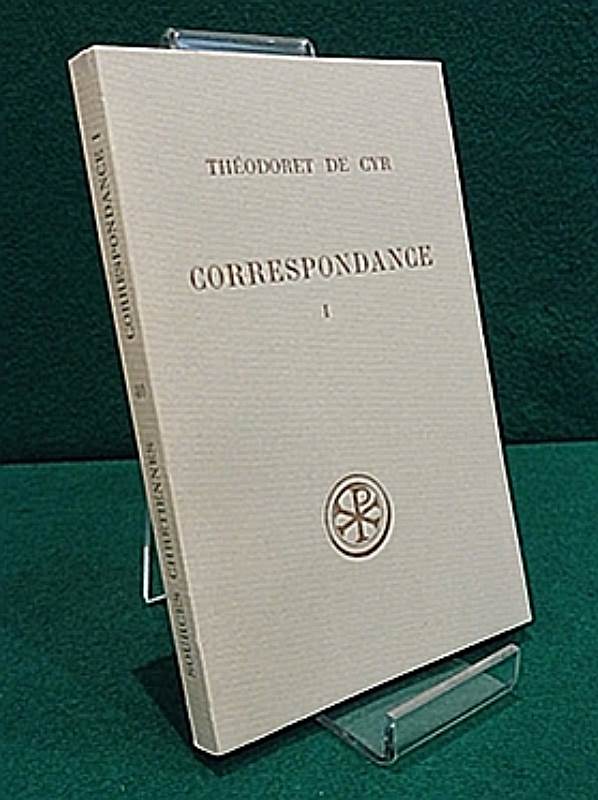 THÉODORET DE CYR
CORRESPONDANCE
I
CORRESPONDANCE I
SOURCES CHRÉTIENNES